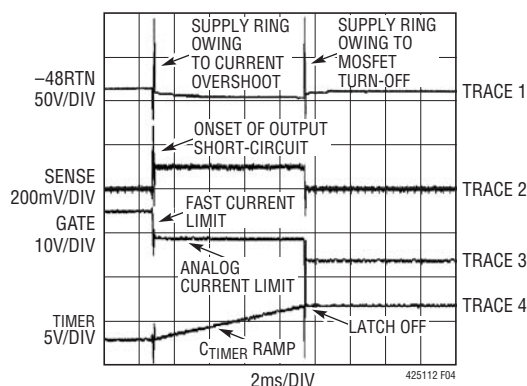 SUPPLY RING
OWING
TO CURRENT
OVERSHOOT
SUPPLY RING
OWING TO
MOSFET
TURN-OFF
–48RTN
50V/DIV
TRACE 1
ONSET OF OUTPUT
SHORT-CIRCUIT
SENSE
200mV/DIV
TRACE 2
GATE
10V/DIV
FAST CURRENT
LIMIT
ANALOG
CURRENT LIMIT
TRACE 3
TRACE 4
TIMER
5V/DIV
LATCH OFF
CTIMER RAMP
2ms/DIV
425112 F04